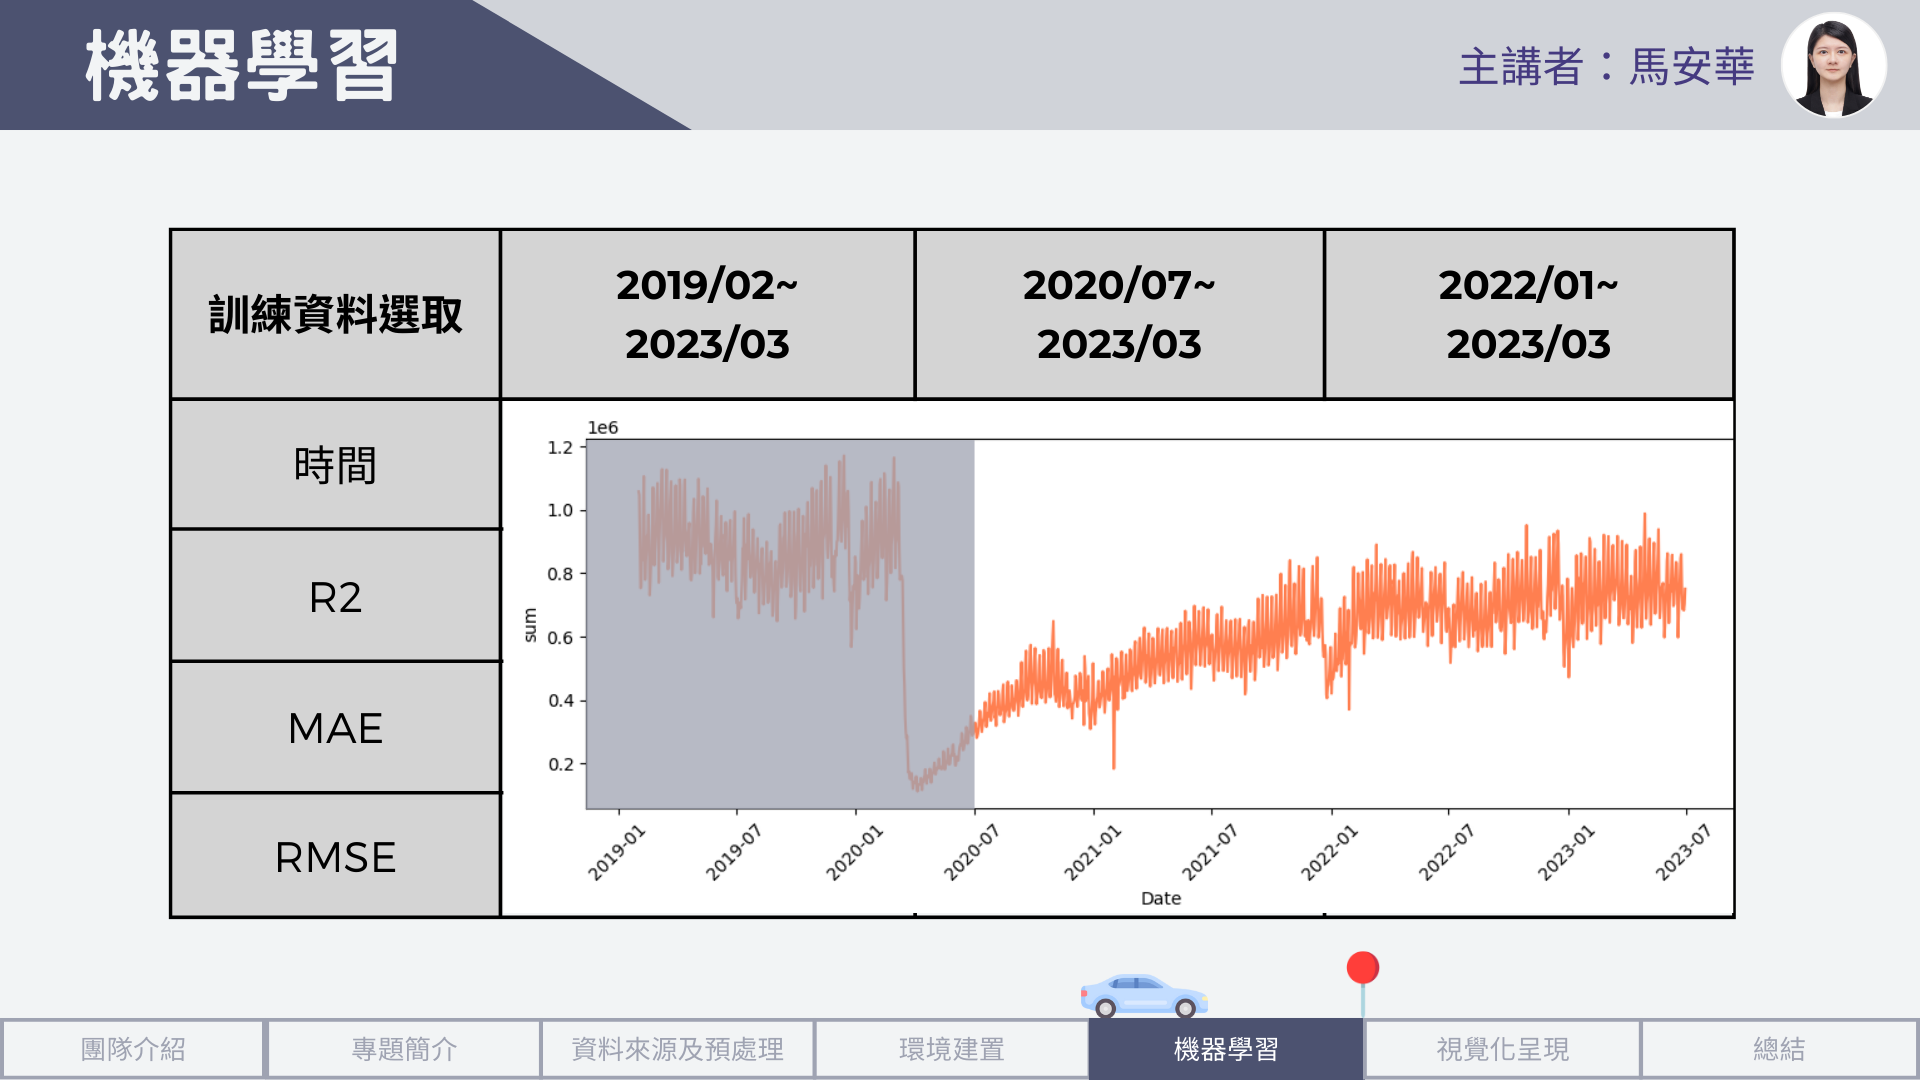 機器學習
主講者：馬安華
訓練資料選取
2019/02~
2023/03
2020/07~
2023/03
2022/01~
2023/03
時間
R2
MAE
RMSE
1e6
1.2
1.0
0.8
0.6
0.4
0.2
sum
2019-01
2019-07
2020-01
2020-07
2021-01
2021-07
2022-01
2022-07
2023-01
2023-07
Date
團隊介紹
專題簡介
資料來源及預處理
環境建置
機器學習
視覺化呈現
總結